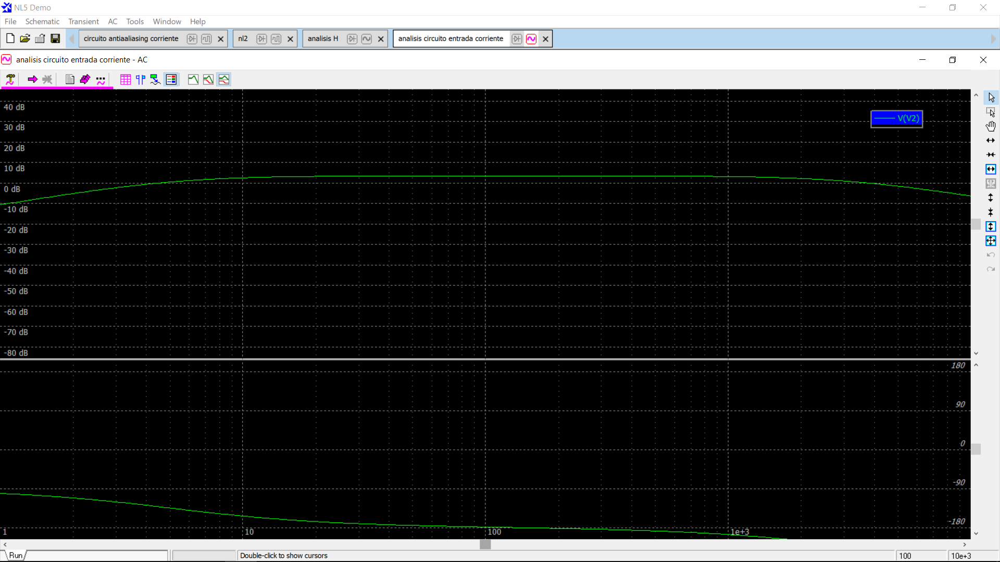 NL5 Demo
File Schematic Transient AC Tools Window Help
circuito antiaaliasing corriente nl2 analisis H analisis circuito entrada corriente
analisis circuito entrada corriente - AC
40 dB
V(V2)
30 dB
20 dB
10 dB
0 dB
-10 dB
-20 dB
-30 dB
-40 dB
-50 dB
-60 dB
-70 dB
-80 dB
180
90
0
-90
-180
1 10 100 1e+3
Run Double-click to show cursors 100 10e+3